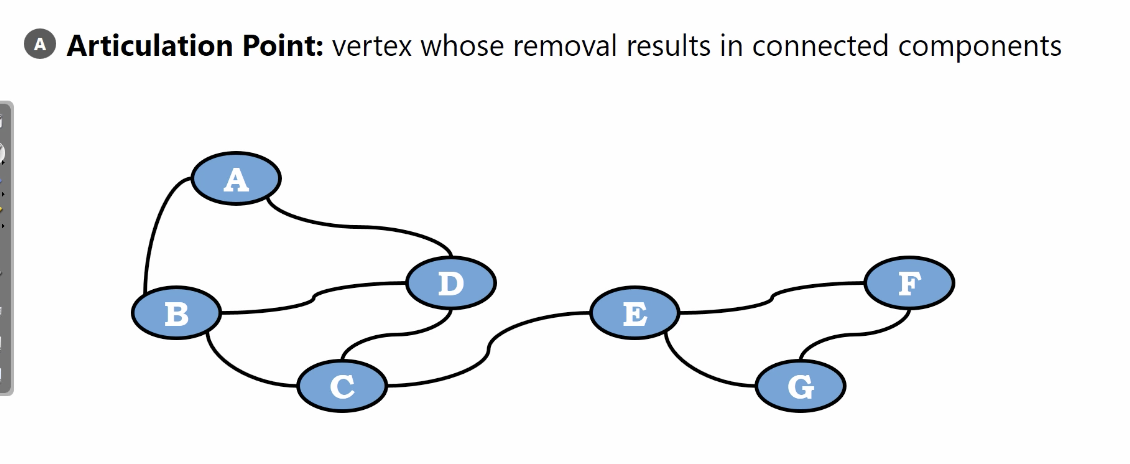 A Articulation Point: vertex whose removal results in connected components
A
D
F
B
E
C
G